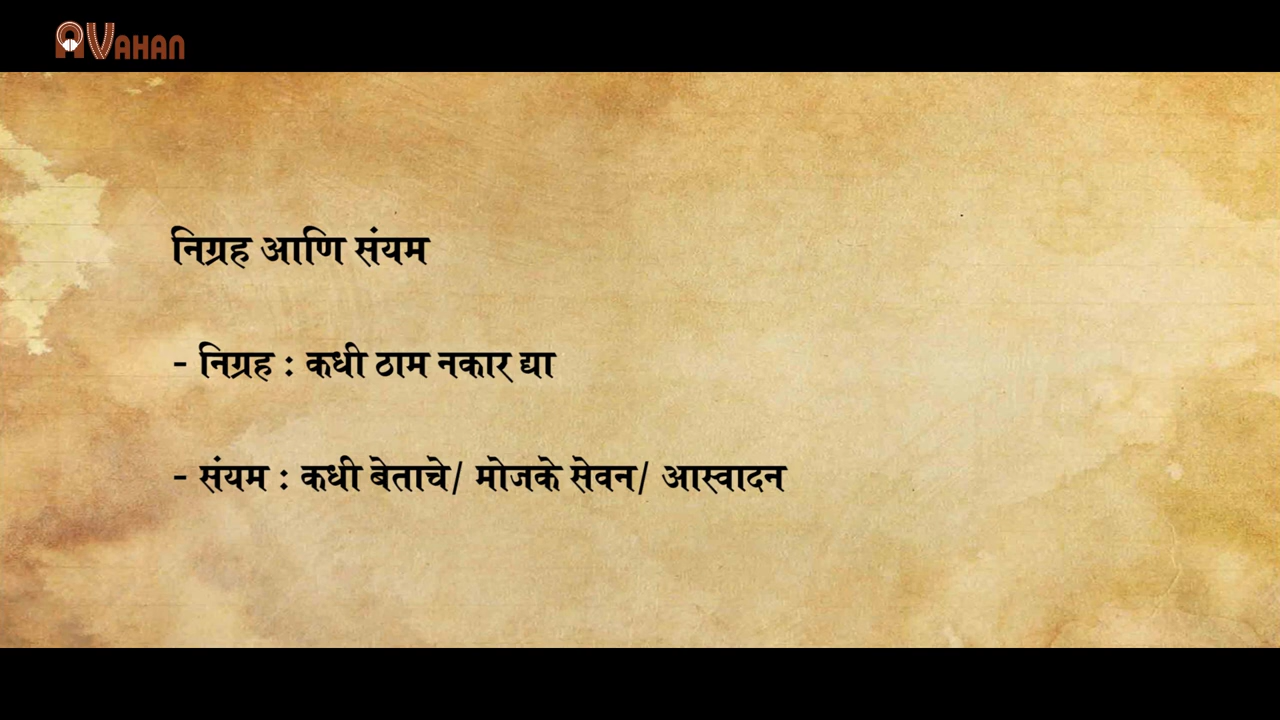 AVAHAN
निग्रह आणि संयम
- निग्रह : कधी ठाम नकार द्या
- संयम : कधी बेताचे/ मोजके सेवन/ आस्वादन